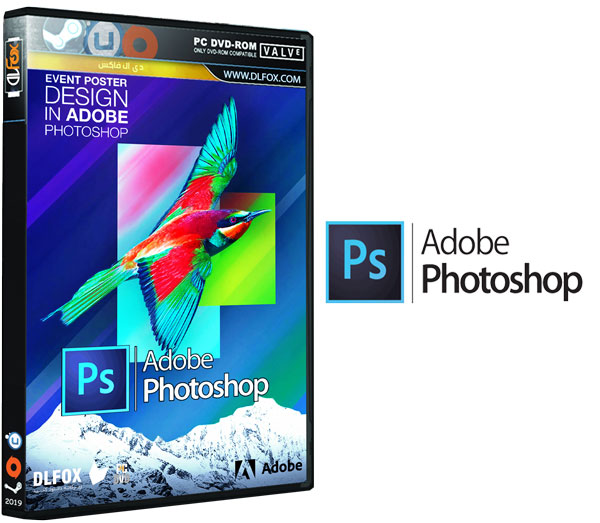 DLFOX
PC DVD-ROM
ONLY DVD-ROM COMPATIBLE
VALVE
دی ال فاکس
WWW.DLFOX.COM
EVENT POSTER
DESIGN
IN ADOBE
PHOTOSHOP
Ps
Adobe
Photoshop
DLFOX
Adobe
2019
Ps
Adobe
Photoshop